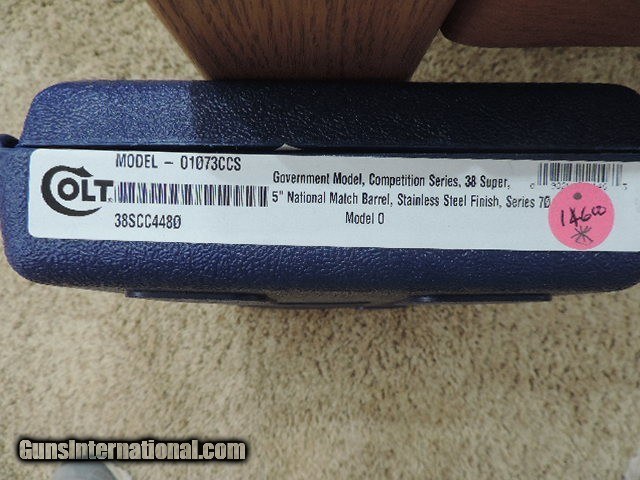 COLT
MODEL - 01073CCS
38SCC4480
Government Model, Competition Series, 38 Super,
5" National Match Barrel, Stainless Steel Finish, Series 70
Model O
GunsInternational.com